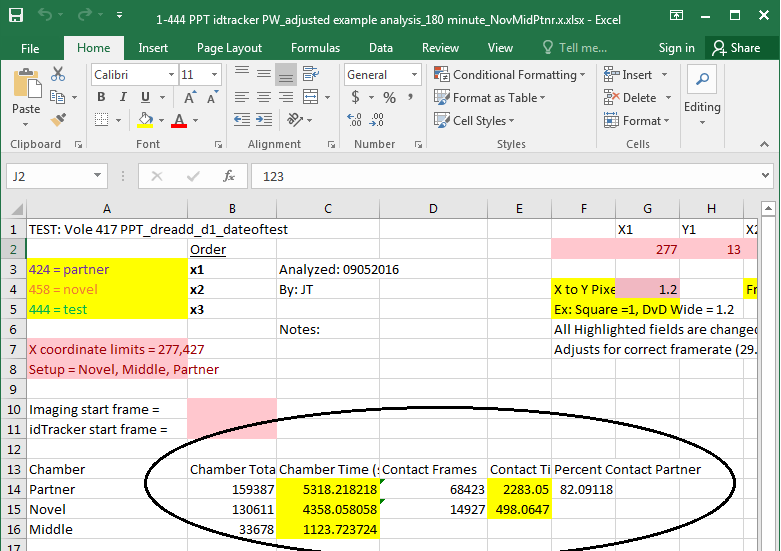 1-444 PPT idtracker PW_adjusted example analysis_180 minute_NovMidPtnr.x.xlsx - Excel
File Home Insert Page Layout Formulas Data Review View Tell me... Sign in Share
Paste
Calibri 11
B I U
A A
A
General
$ % ,
.0 .00
.00 .0
Conditional Formatting
Format as Table
Cell Styles
Insert
Delete
Format
Editing
Clipboard Font Alignment Number Styles Cells
J2 fx 123
A B C D E F G H
1 TEST: Vole 417 PPT_dreadd_d1_dateoftest X1 Y1 X2
2 Order 277 13
3 424 = partner x1 Analyzed: 09052016
4 458 = novel x2 By: JT X to Y Pixe 1.2 Fr
5 444 = test x3 Ex: Square =1, DvD Wide = 1.2
6 Notes: All Highlighted fields are changed
7 X coordinate limits = 277,427 Adjusts for correct framerate (29.
8 Setup = Novel, Middle, Partner
9
10 Imaging start frame =
11 idTracker start frame =
12
13 Chamber Chamber Tota Chamber Time (s Contact Frames Contact Ti Percent Contact Partner
14 Partner 159387 5318.218218 68423 2283.05 82.09118
15 Novel 130611 4358.058058 14927 498.0647
16 Middle 33678 1123.723724
17